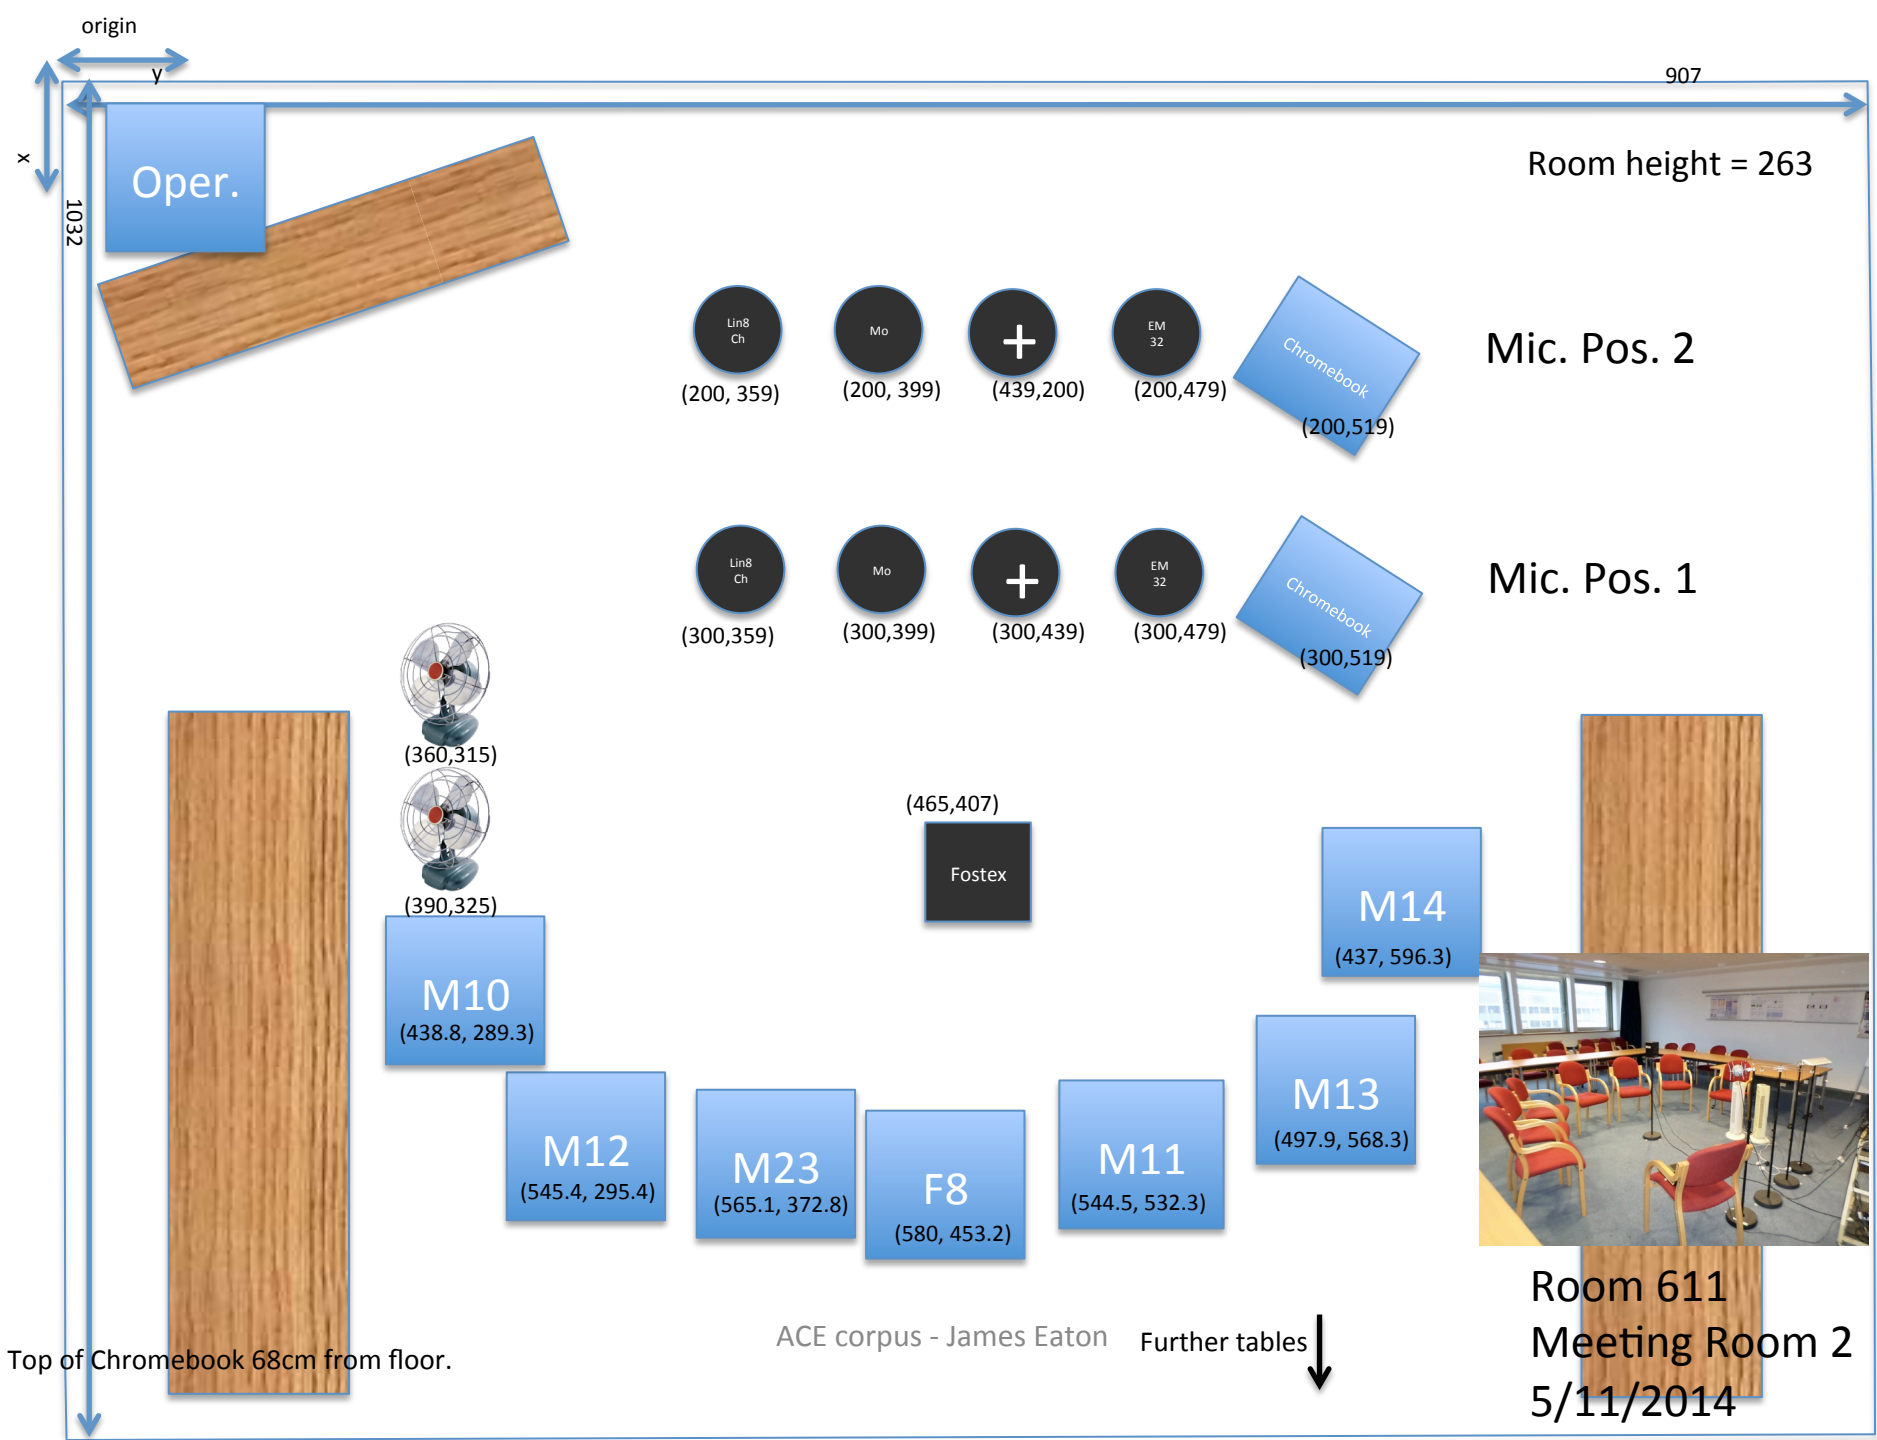 origin
y
907
x
1032
Oper.
Room height = 263
Lin8
Ch
Mo
+
EM
32
Chromebook
Mic. Pos. 2
(200, 359)
(200, 399)
(439,200)
(200,479)
(200,519)
Lin8
Ch
Mo
+
EM
32
Chromebook
Mic. Pos. 1
(300,359)
(300,399)
(300,439)
(300,479)
(300,519)
(360,315)
(465,407)
Fostex
(390,325)
M14
(437, 596.3)
M10
(438.8, 289.3)
M13
(497.9, 568.3)
M12
(545.4, 295.4)
M23
(565.1, 372.8)
F8
(580, 453.2)
M11
(544.5, 532.3)
Room 611
Meeting Room 2
5/11/2014
ACE corpus - James Eaton
Further tables
Top of Chromebook 68cm from floor.